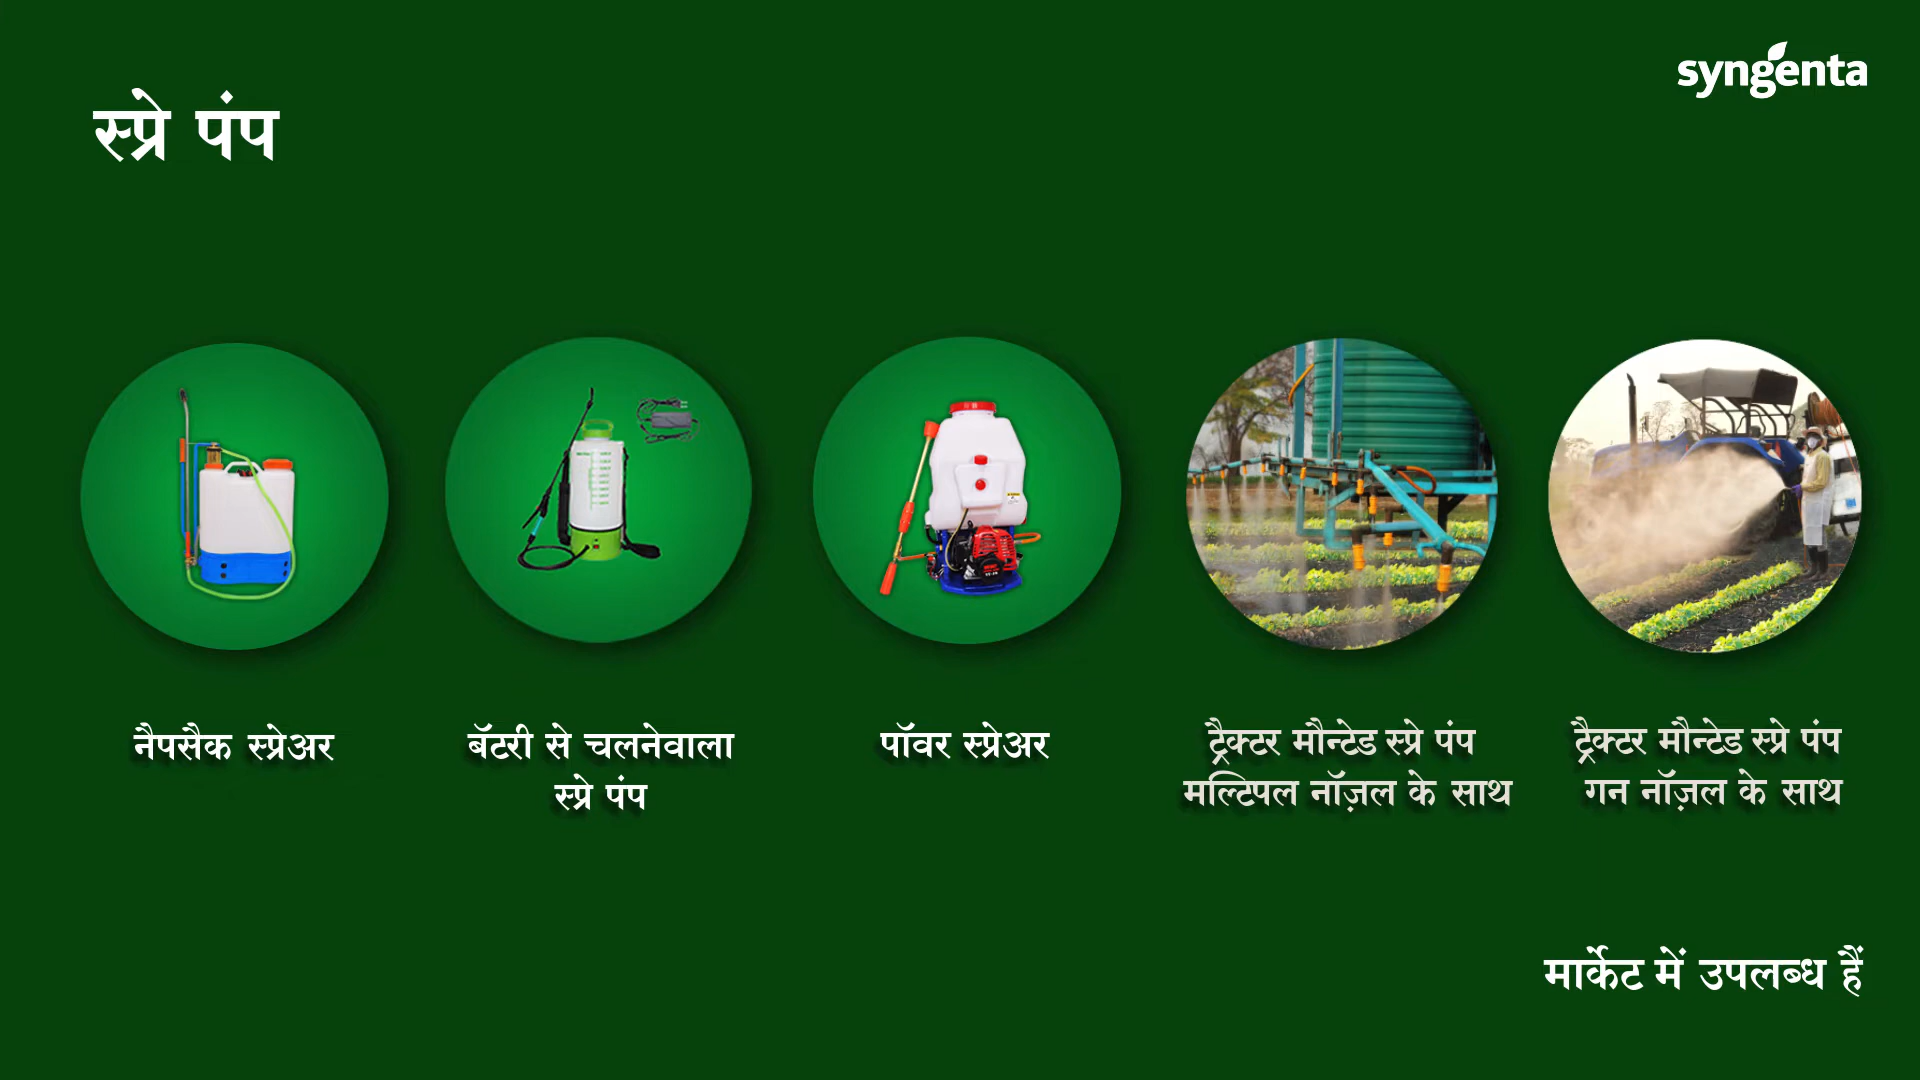 syngenta
स्प्रे पंप
नैपसैक स्प्रेअर
बॅटरी से चलनेवाला
स्प्रे पंप
पॉवर स्प्रेअर
ट्रैक्टर मौन्टेड स्प्रे पंप
मल्टिपल नॉज़ल के साथ
ट्रैक्टर मौन्टेड स्प्रे पंप
गन नॉज़ल के साथ
मार्केट में उपलब्ध हैं